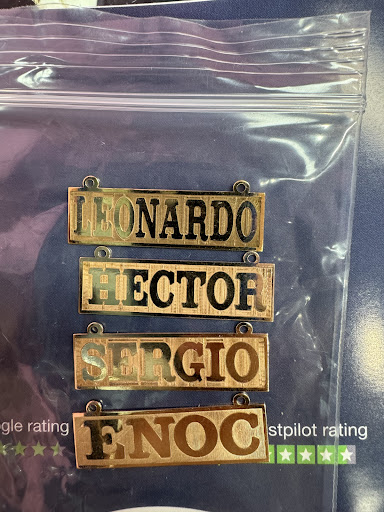 LEONARDO
HECTOR
SERGIO
gle rating
stpilot rating
ENOC